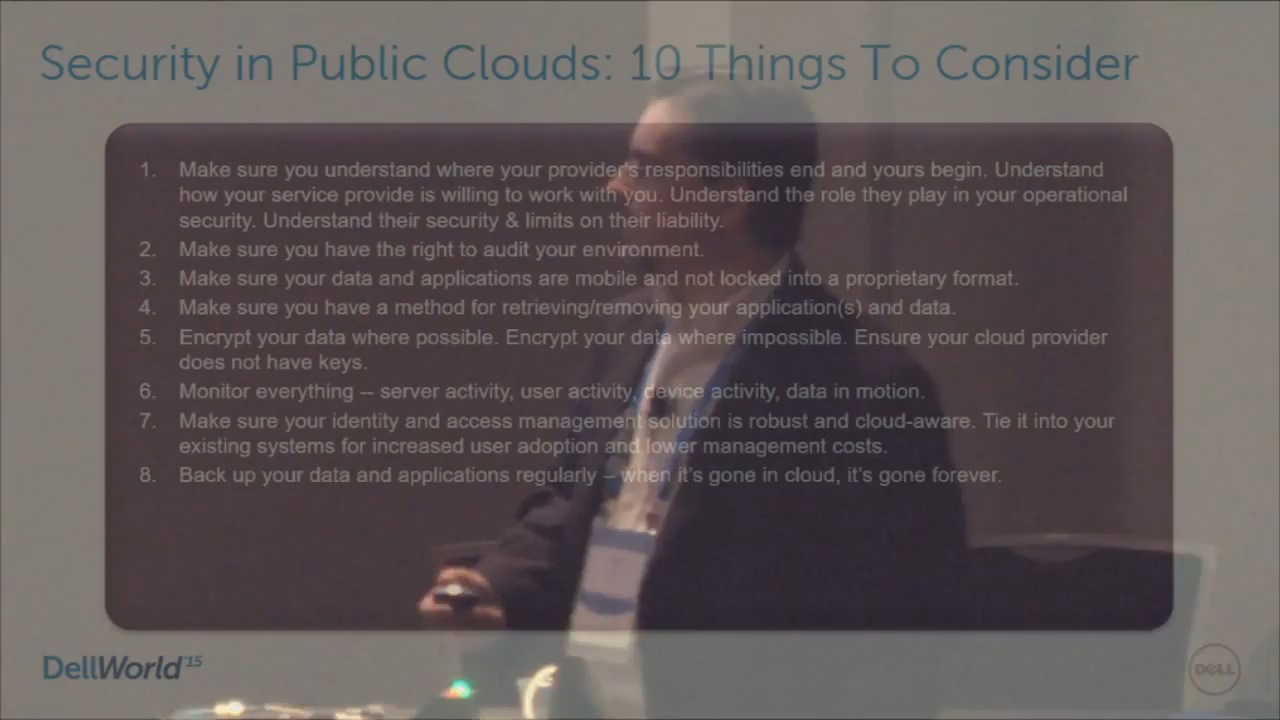 Security in Public Clouds: 10 Things To Consider
1. Make sure you understand where your provider's responsibilities end and yours begin. Understand
how your service provide is willing to work with you. Understand the role they play in your operational
security. Understand their security & limits on their liability.
2. Make sure you have the right to audit your environment.
3. Make sure your data and applications are mobile and not locked into a proprietary format.
4. Make sure you have a method for retrieving/removing your application(s) and data.
5. Encrypt your data where possible. Encrypt your data where impossible. Ensure your cloud provider
does not have keys.
6. Monitor everything -- server activity, user activity, device activity, data in motion.
7. Make sure your identity and access management solution is robust and cloud-aware. Tie it into your
existing systems for increased user adoption and lower management costs.
8. Back up your data and applications regularly – when it's gone in cloud, it's gone forever.
DellWorld'15
DELL